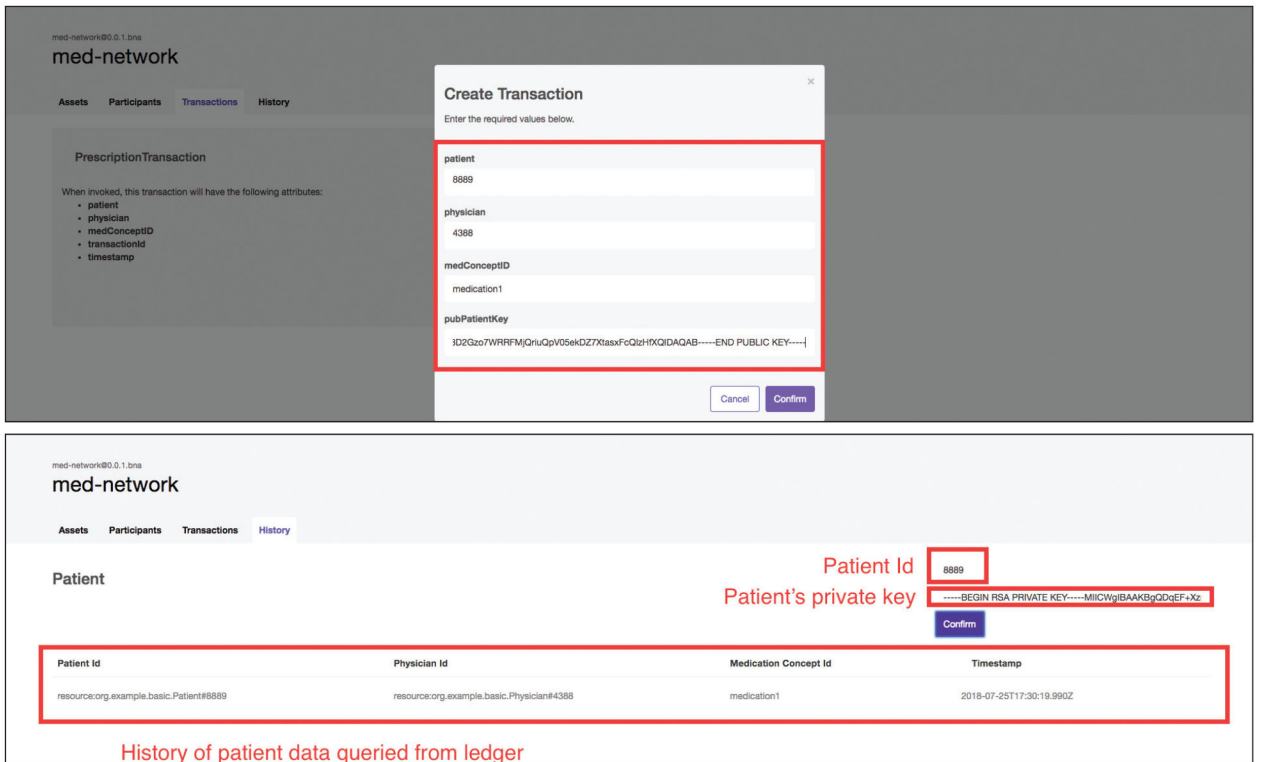 med-network@0.0.1.bna
med-network
Assets Participants Transactions History
PrescriptionTransaction
When invoked, this transaction will have the following attributes:
• patient
• physician
• medConceptID
• transactionId
• timestamp
×
Create Transaction
Enter the required values below.
patient
8889
physician
4388
medConceptID
medication1
pubPatientKey
3D2Gzo7WRRFMjQriuQpV05ekDZ7XtasxFcQlzHfXQIDAQAB-----END PUBLIC KEY-----
Cancel Confirm
med-network@0.0.1.bna
med-network
Assets Participants Transactions History
Patient
Patient Id 8889
Patient's private key -----BEGIN RSA PRIVATE KEY-----MIICWgIBAAKBgQDqEF+Xz
Confirm
Patient Id Physician Id Medication Concept Id Timestamp
resource:org.example.basic.Patient#8889 resource:org.example.basic.Physician#4388 medication1 2018-07-25T17:30:19.990Z
History of patient data queried from ledger